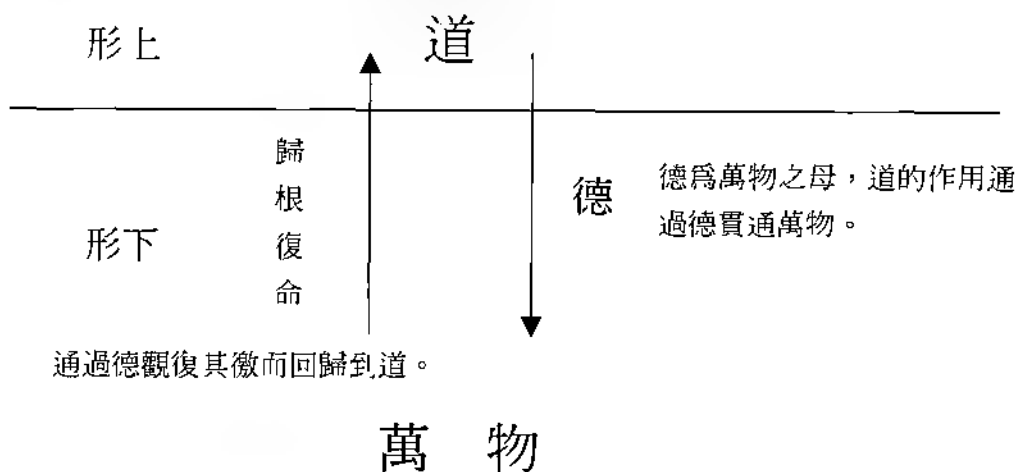 形上
道
歸根復命
德
德爲萬物之母，道的作用通
過德貫通萬物。
形下
通過德觀復其徼而回歸到道。
萬 物